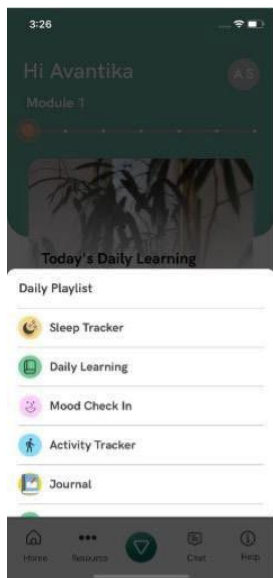 3:26
Hi Avantika
AS
Module 1
Today's Daily Learning
Daily Playlist
Sleep Tracker
Daily Learning
Mood Check In
Activity Tracker
Journal
Home
Resource
Chat
Help